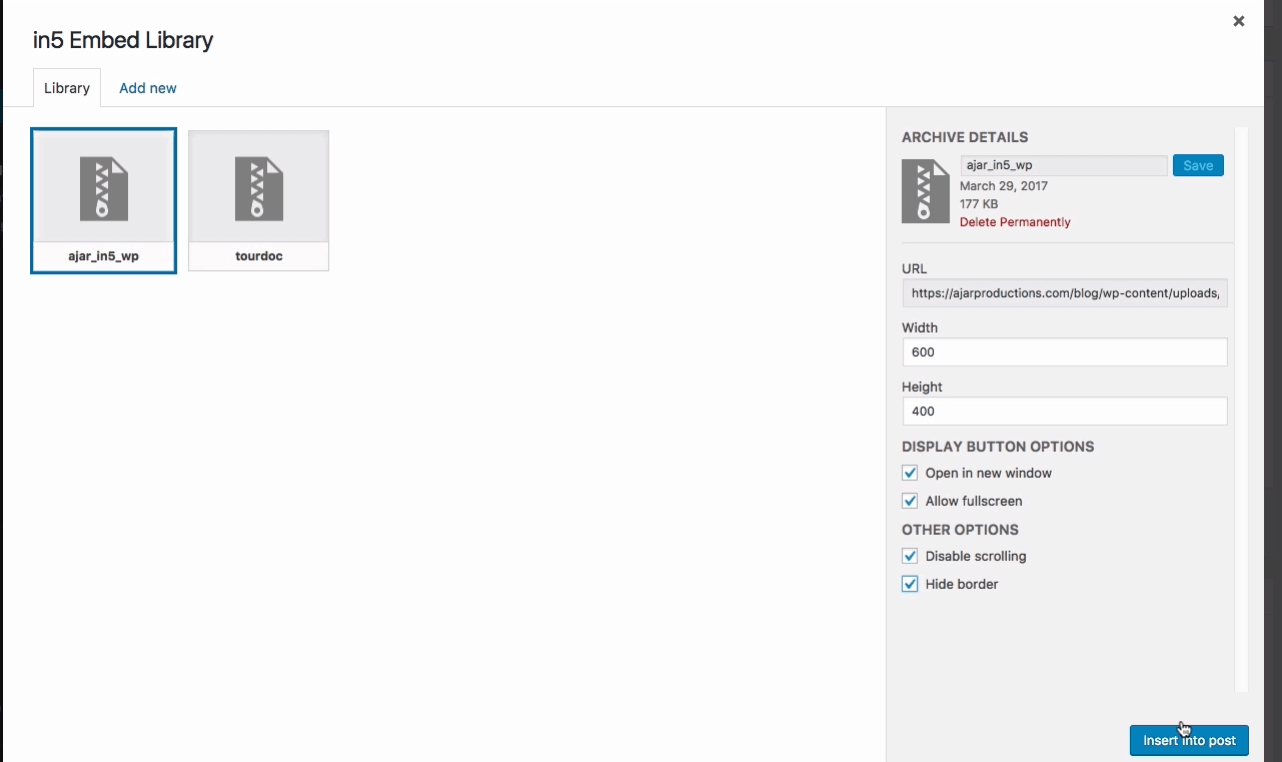 in5 Embed Library
Library
Add new
ajar_in5_wp
tourdoc
ARCHIVE DETAILS
ajar_in5_wp
Save
March 29, 2017
177 KB
Delete Permanently
URL
https://ajarproductions.com/blog/wp-content/uploads,
Width
600
Height
400
DISPLAY BUTTON OPTIONS
Open in new window
Allow fullscreen
OTHER OPTIONS
Disable scrolling
Hide border
Insert into post